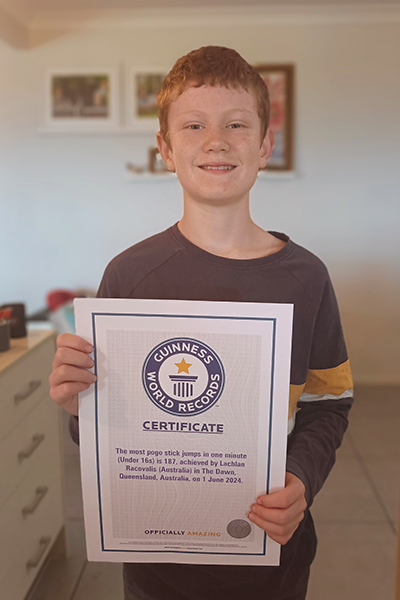 GUINNESS
WORLD RECORDS
CERTIFICATE
The most pogo stick jumps in one minute
(Under 16s) is 187, achieved by Lachlan
Racovalis (Australia) in The Dawn,
Queensland, Australia, on 1 June 2024.
OFFICIALLY AMAZING